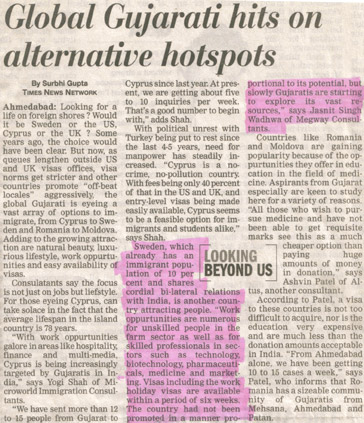 Global Gujarati hits on
alternative hotspots
By Surbhi Gupta
TIMES NEWS NETWORK
Ahmedabad: Looking for a
life on foreign shores ? Would
it be Sweden or the US,
Cyprus or the UK ? Some
years ago, the choice would
have been clear. But now, as
queues lengthen outside US
and UK visas offices, visa
norms get stricter and other
countries promote "off-beat
locales" aggressively, the
global Gujarati is eyeing a
vast array of options to im-
migrate, from Cyprus to Swe-
den and Romania to Moldova.
Adding to the growing attrac-
tion are natural beauty, lux-
urious lifestyle, work opportu-
nities and easy availability of
visas.
Consultants say the focus
is not just on jobs but liefstyle.
For those eyeing Cyprus, can
take solace in the fact that the
average lifespan in the island
country is 78 years.
"With work opportunities
galore in areas like hospitality,
finance and multi-media,
Cyprus is being increasingly
targeted by Gujaratis in In-
dia," says Yogi Shah of Mi-
croworld Immigration Consul-
tants.
"We have sent more than 12
to 15 people from Gujarat to
Cyprus since last year. At pres-
ent, we are getting about five
to 10 inquiries per week.
That's a good number to begin
with," adds Shah.
With political unrest with
Turkey being put to rest since
the last 4-5 years, need for
manpower has steadily in-
creased. "Cyprus is a no-
crime, no-pollution country.
With fees being only 40 percent
of that in the US and UK, and
entry-level visas being made
easily available, Cyprus seems
to be a feasible option for im-
migrants and students alike,"
says Shah.
Sweden, which
already has an
immigrant popu-
lation of 10 per
cent and shares
cordial bi-lateral relations
with India, is another coun-
try attracting people. "Work
opportunities are numerous
for unskilled people in the
farm sector as well as for
skilled professionals in sec-
tors such as technology,
biotechnology, pharmaceuti-
cals, medicine and market-
ing. Visas including the work
holiday visas are available
within a period of six weeks.
The country had not been
promoted in a manner pro-
LOOKING
BEYOND US
portional to its potential, but
slowly Gujaratis are starting
to explore its vast re-
sources," says Jasnit Singh
Wadhwa of Megway Consul-
tants.
Countries like Romania
and Moldova are gaining
popularity because of the op-
purtunities they offer in edu-
cation in the field of medi-
cine. Aspirants from Gujarat
especially are keen to study
here for a variety of reasons.
"All those who wish to pur-
sue medicine and have not
been able to get requisite
marks see this as a much
cheaper option than
paying huge
amounts of money
in donation," says
Ashvin Patel of Al-
tus, another consultant.
According to Patel, a visa
to these countries is not too
difficult to acquire, nor is the
education very expensive
and are much less than the
donation amounts acceptable
in India. "From Ahmedabad
alone, we have been getting
10 to 15 cases a week," says
Patel, who informs that Ro-
mania has a sizeable commu-
nity of Gujaratis from
Mehsana, Ahmedabad and
Patan.